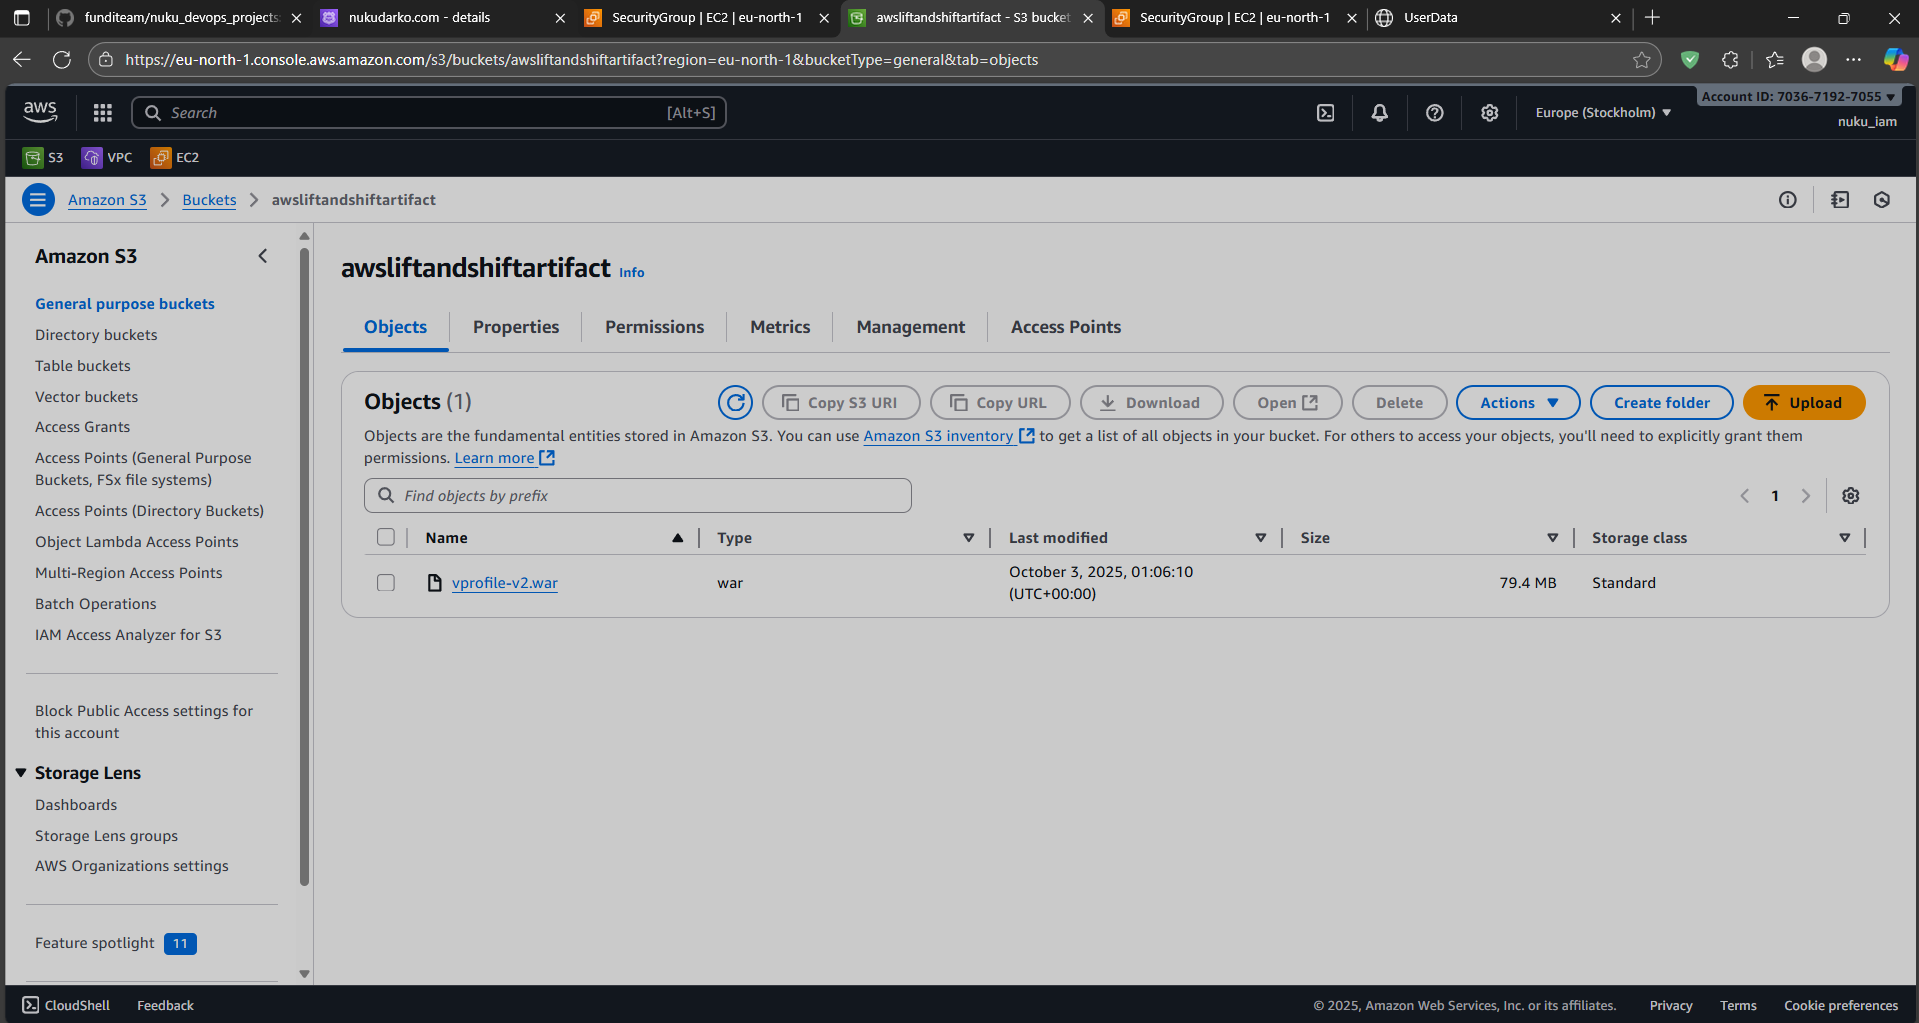 funditeam/nuku_devops_projects:
nukudarko.com - details
SecurityGroup | EC2 | eu-north-1
awsliftandshiftartifact - S3 bucket
SecurityGroup | EC2 | eu-north-1
UserData
https://eu-north-1.console.aws.amazon.com/s3/buckets/awsliftandshiftartifact?region=eu-north-1&bucketType=general&tab=objects
aws
Search
[Alt+S]
Europe (Stockholm)
Account ID: 7036-7192-7055
nuku_iam
S3
VPC
EC2
Amazon S3
Buckets
awsliftandshiftartifact
Amazon S3
General purpose buckets
Directory buckets
Table buckets
Vector buckets
Access Grants
Access Points (General Purpose
Buckets, FSx file systems)
Access Points (Directory Buckets)
Object Lambda Access Points
Multi-Region Access Points
Batch Operations
IAM Access Analyzer for S3
Block Public Access settings for
this account
Storage Lens
Dashboards
Storage Lens groups
AWS Organizations settings
Feature spotlight 11
awsliftandshiftartifact Info
Objects
Properties
Permissions
Metrics
Management
Access Points
Objects (1)
Copy S3 URI
Copy URL
Download
Open
Delete
Actions
Create folder
Upload
Objects are the fundamental entities stored in Amazon S3. You can use Amazon S3 inventory to get a list of all objects in your bucket. For others to access your objects, you'll need to explicitly grant them
permissions. Learn more
Find objects by prefix
1
Name
Type
Last modified
Size
Storage class
vprofile-v2.war
war
October 3, 2025, 01:06:10
(UTC+00:00)
79.4 MB
Standard
CloudShell
Feedback
© 2025, Amazon Web Services, Inc. or its affiliates.
Privacy
Terms
Cookie preferences